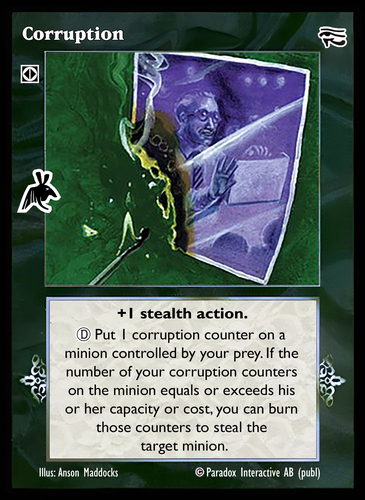 Corruption
+1 stealth action.
Ⓓ Put 1 corruption counter on a
minion controlled by your prey. If the
number of your corruption counters
on the minion equals or exceeds his
or her capacity or cost, you can burn
those counters to steal the
target minion.
Illus: Anson Maddocks © Paradox Interactive AB (publ)